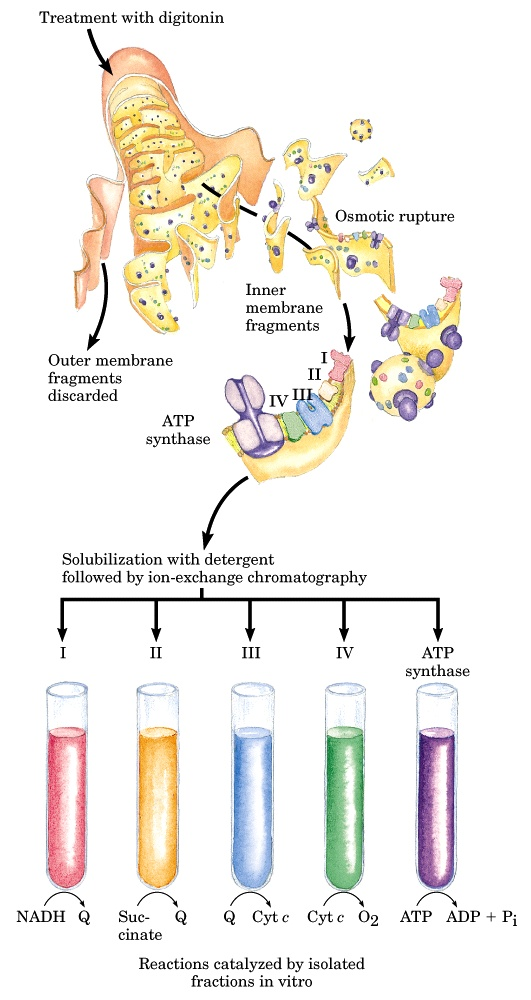 Treatment with digitonin
Osmotic rupture
Inner
membrane
fragments
Outer membrane
fragments
discarded
I
II
III
IV
ATP
synthase
Solubilization with detergent
followed by ion-exchange chromatography
I II III IV ATP
synthase
NADH Q Suc- Q Q Cyt c Cyt c O2 ATP ADP + Pi
cinate
Reactions catalyzed by isolated
fractions in vitro